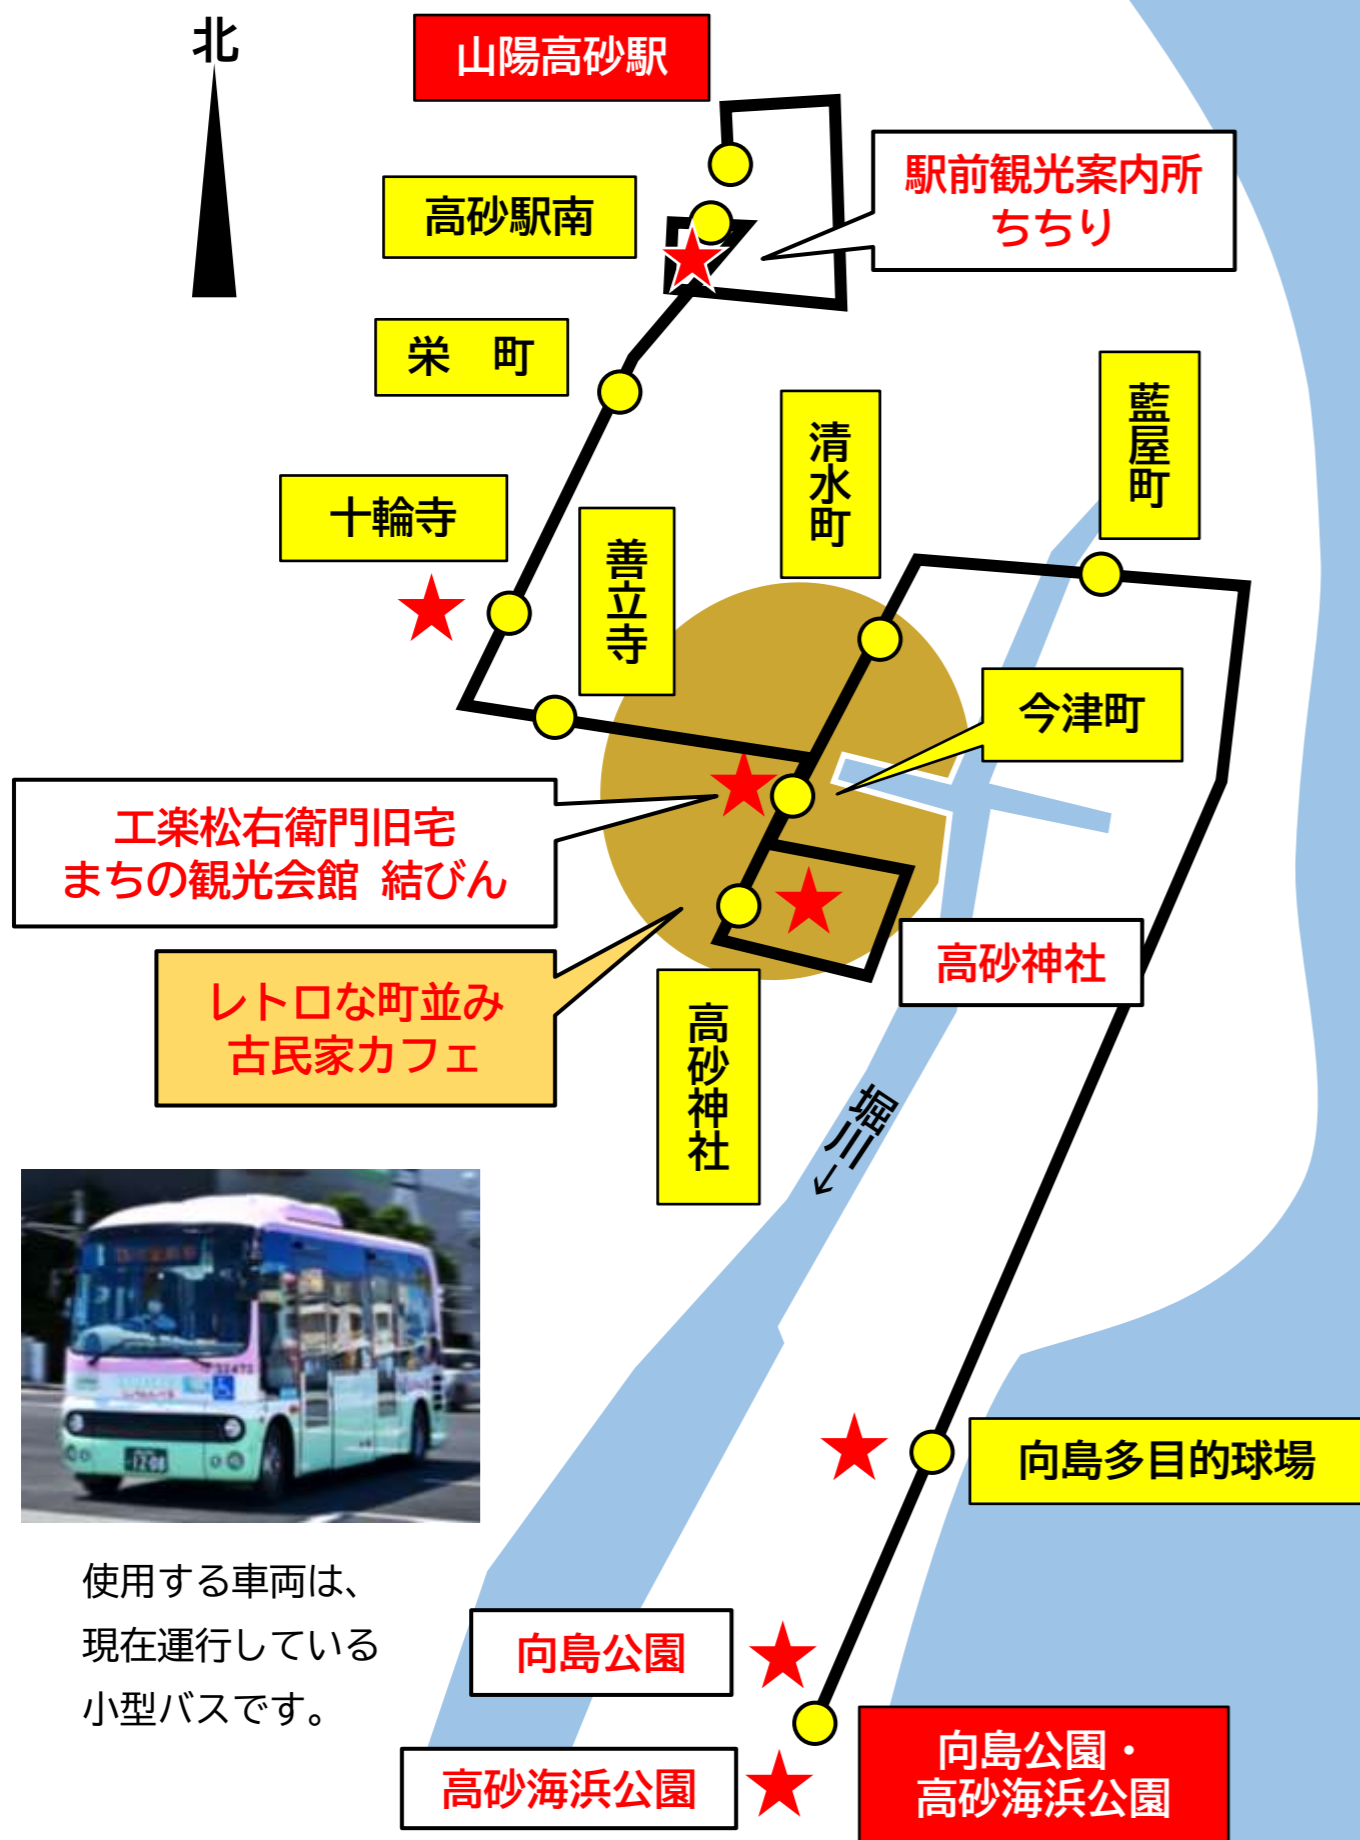 北
山陽高砂駅
駅前観光案内所
ちちり
高砂駅南
栄　町
藍屋町
清水町
十輪寺
善立寺
今津町
工楽松右衛門旧宅
まちの観光会館 結びん
高砂神社
レトロな町並み
古民家カフェ
高砂神社
堀川→
向島多目的球場
使用する車両は、
現在運行している
小型バスです。
向島公園
向島公園・
高砂海浜公園
高砂海浜公園